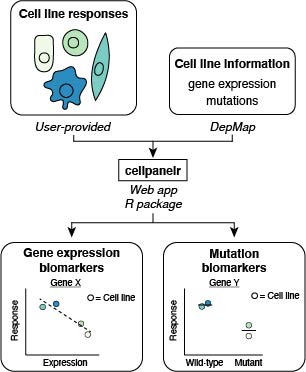 Cell line responses
Cell line information
gene expression
mutations
User-provided
DepMap
cellpanelr
Web app
R package
Gene expression
biomarkers
Gene X
= Cell line
Response
Expression
Mutation
biomarkers
Gene Y
= Cell line
Response
Wild-type
Mutant